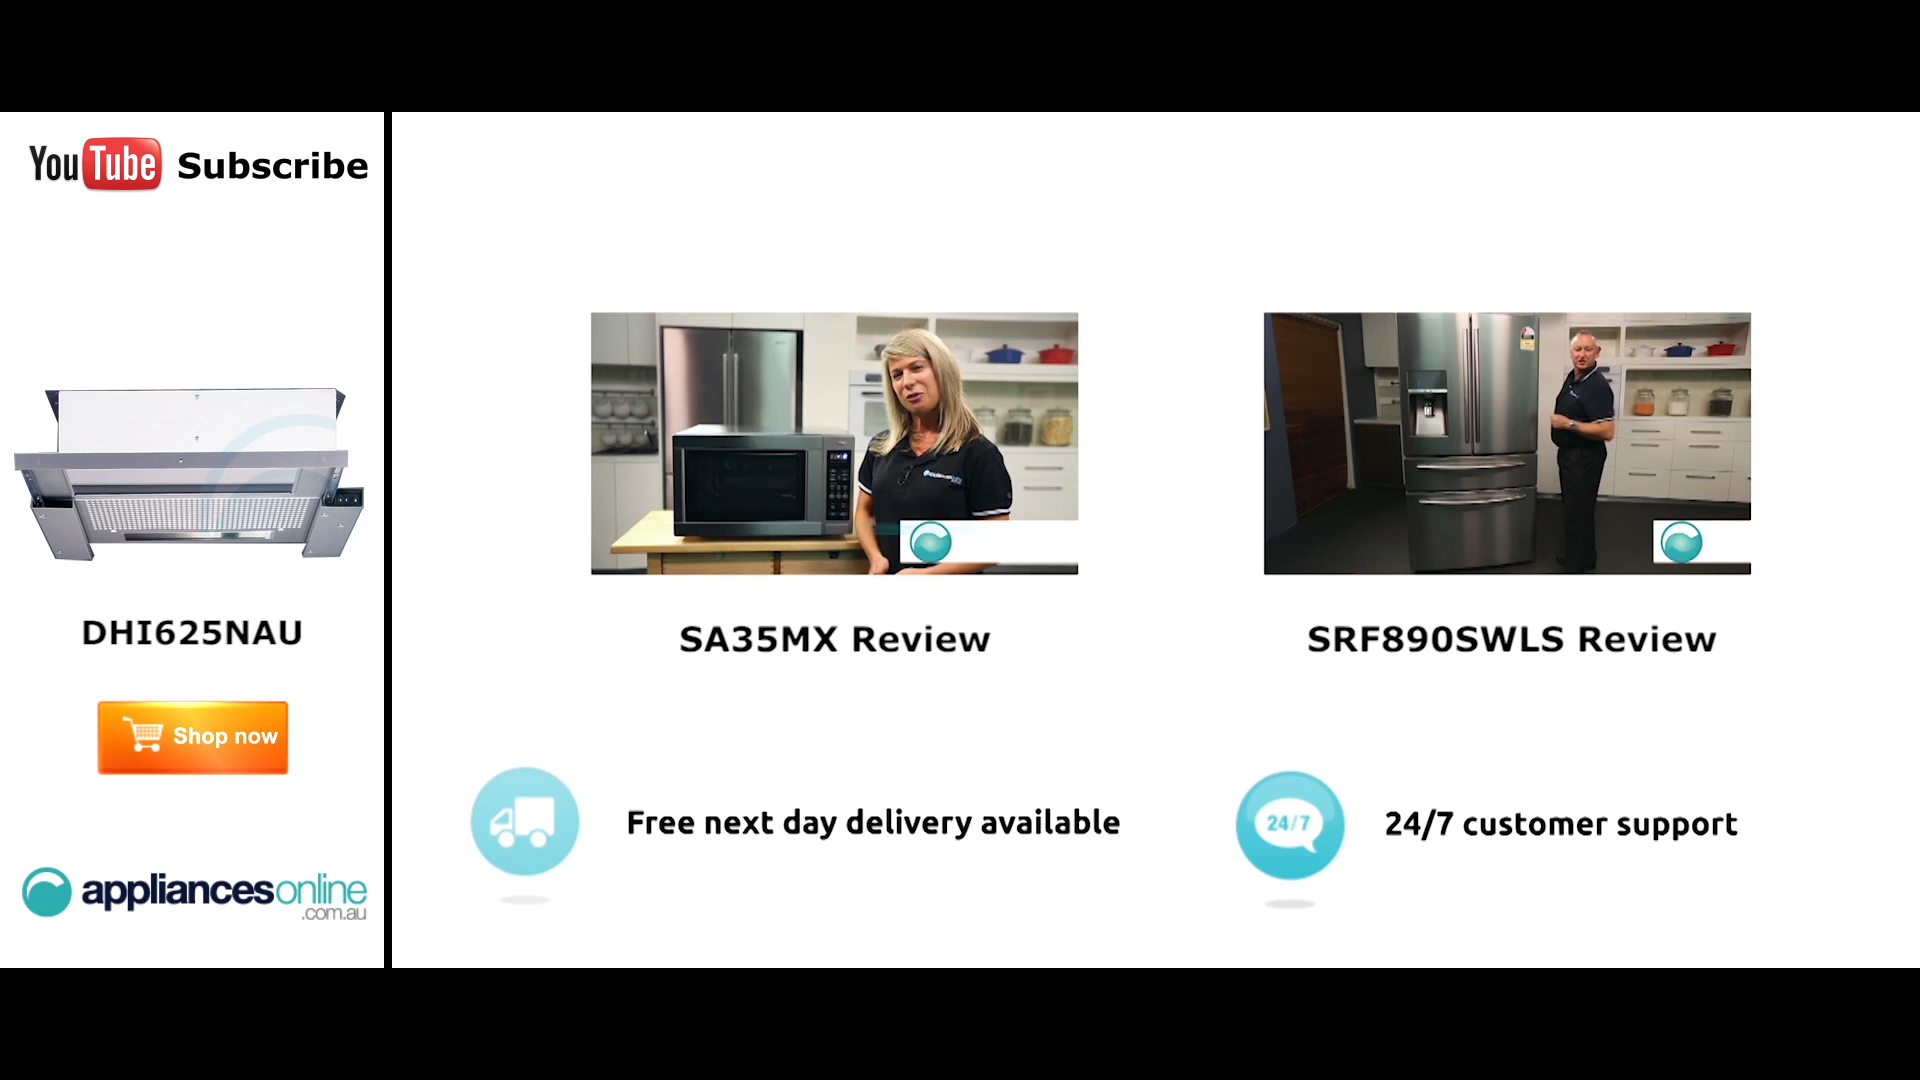 YouTube Subscribe
DHI625NAU
Shop now
appliancesonline
.com.au
SA35MX Review
SRF890SWLS Review
Free next day delivery available
24/7
24/7 customer support